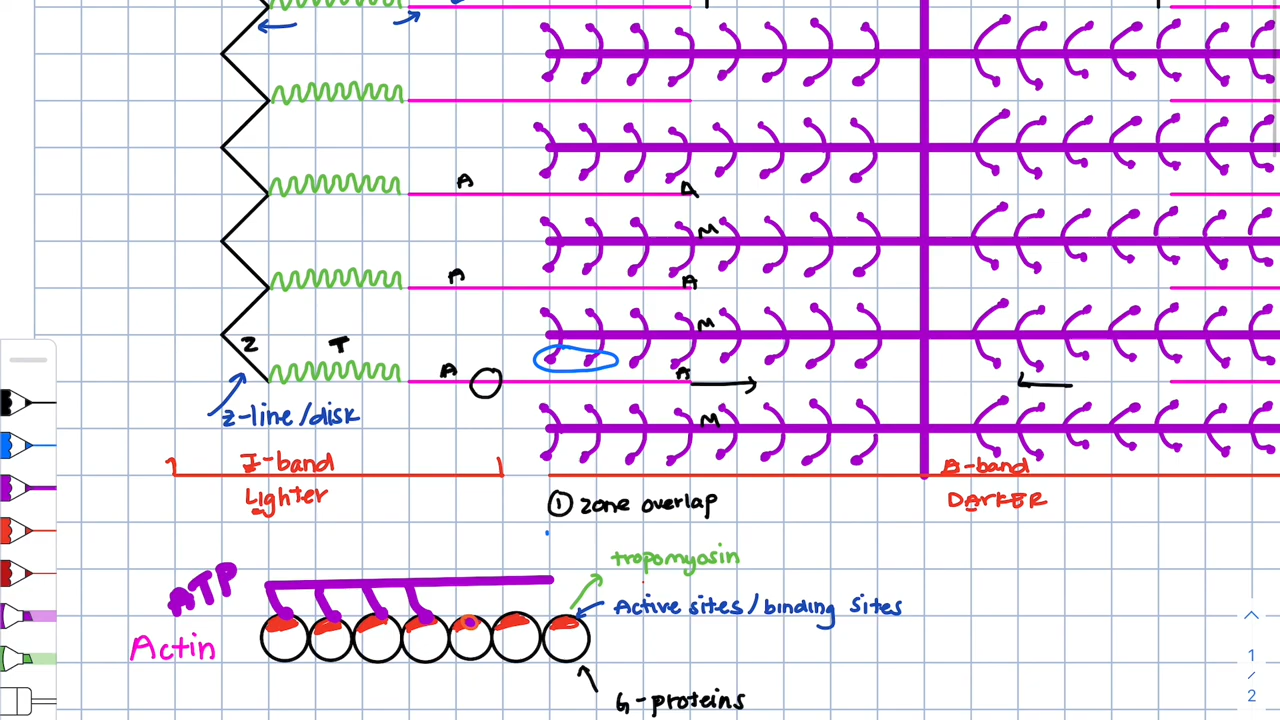 A
A
M
A
A
M
Z
T
A
A
Z-line/disk
M
I-band
A-band
Lighter
① zone overlap
DARKER
tropomyosin
ATP
Active sites/binding sites
Actin
G-proteins
1
/
2